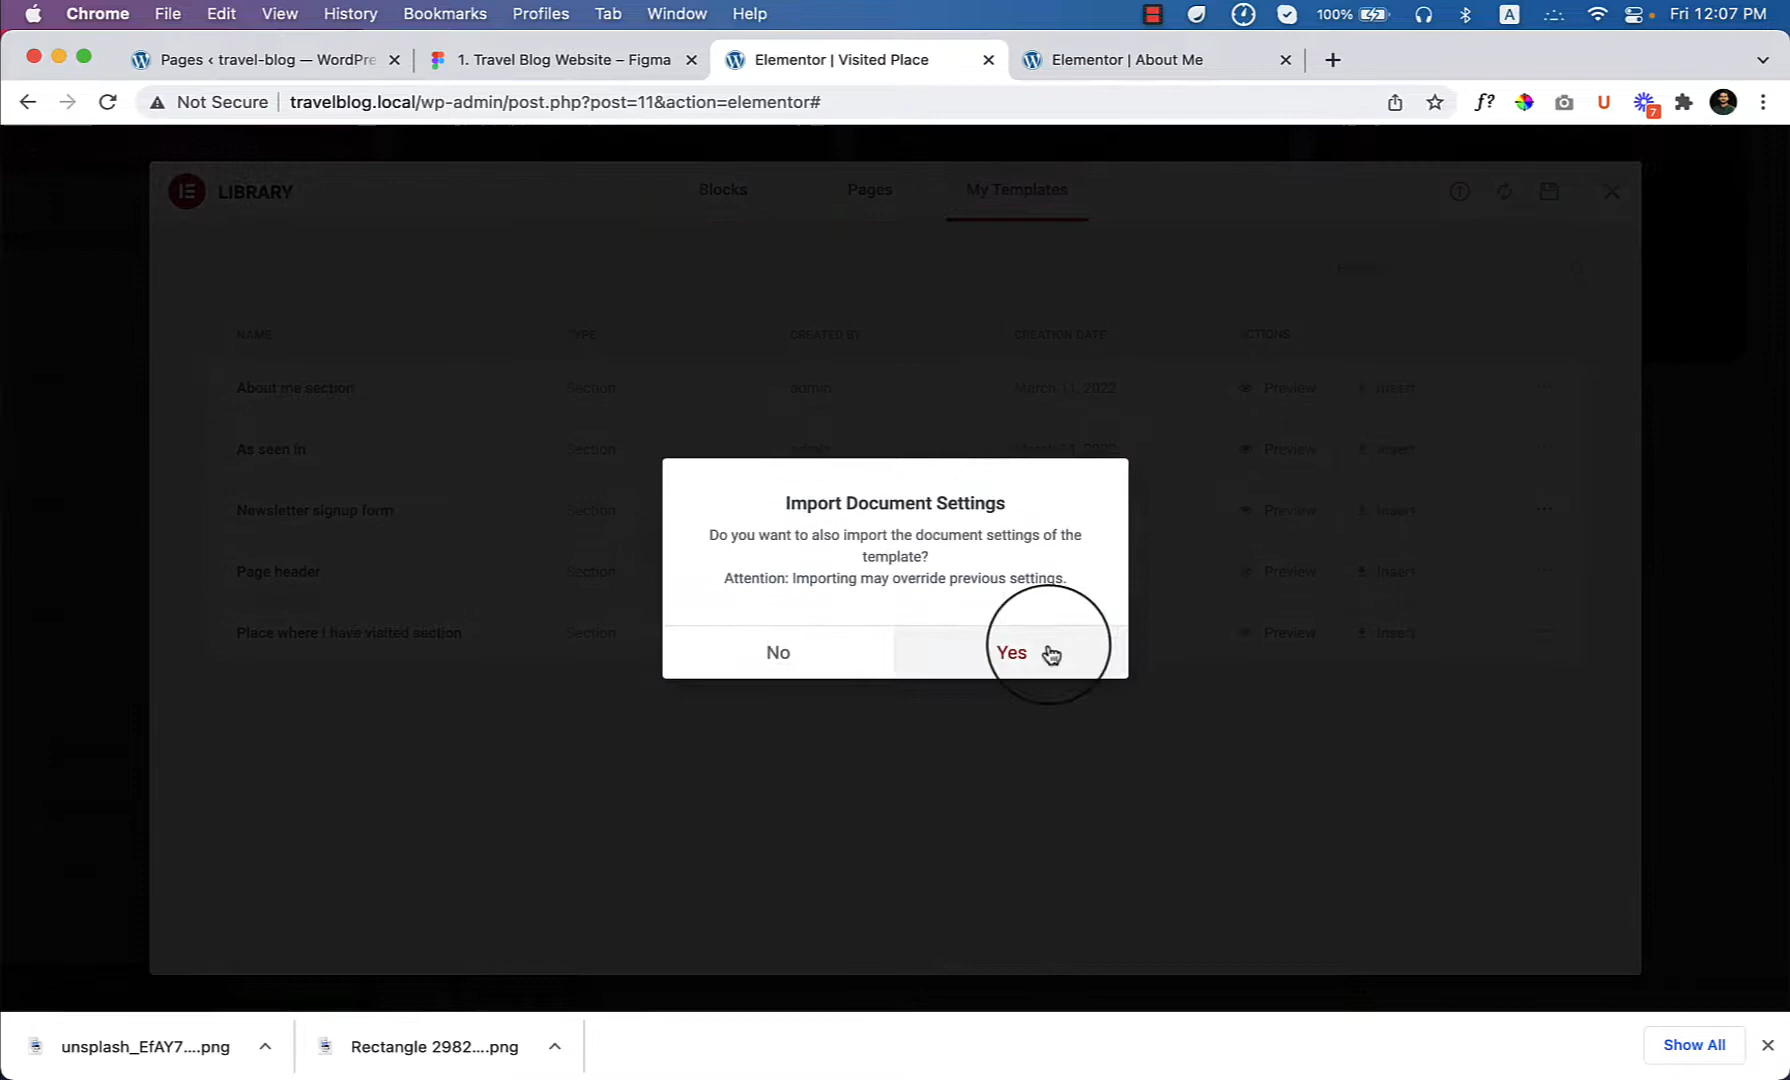 Chrome File Edit View History Bookmarks Profiles Tab Window Help 100% A Fri 12:07 PM
Pages ‹ travel-blog — WordPre 1. Travel Blog Website – Figma Elementor | Visited Place Elementor | About Me
Not Secure travelblog.local/wp-admin/post.php?post=11&action=elementor# f? U 7
LIBRARY Blocks Pages My Templates
NAME TYPE CREATED BY CREATION DATE ACTIONS
About me section Section admin March 11, 2022 Preview Insert
As seen in Section admin March 11, 2022 Preview Insert
Newsletter signup form Section Preview Insert
Page header Section Preview Insert
Place where I have visited section Section Preview Insert
Import Document Settings
Do you want to also import the document settings of the
template?
Attention: Importing may override previous settings.
No Yes
unsplash_EfAY7....png Rectangle 2982....png Show All